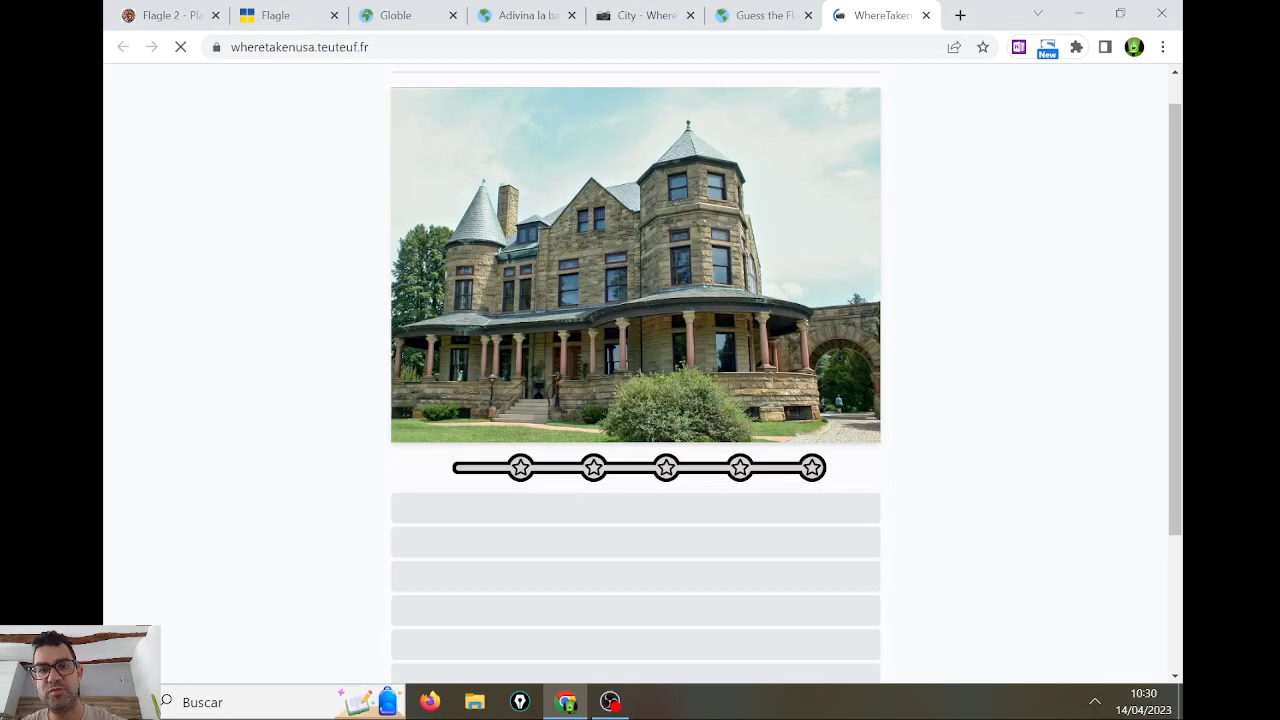 Flagle 2 - Pla
Flagle
Globle
Adivina la ba
City - Where
Guess the Fl
WhereTaken
wheretakenusa.teuteuf.fr
New
Buscar
10:30
14/04/2023